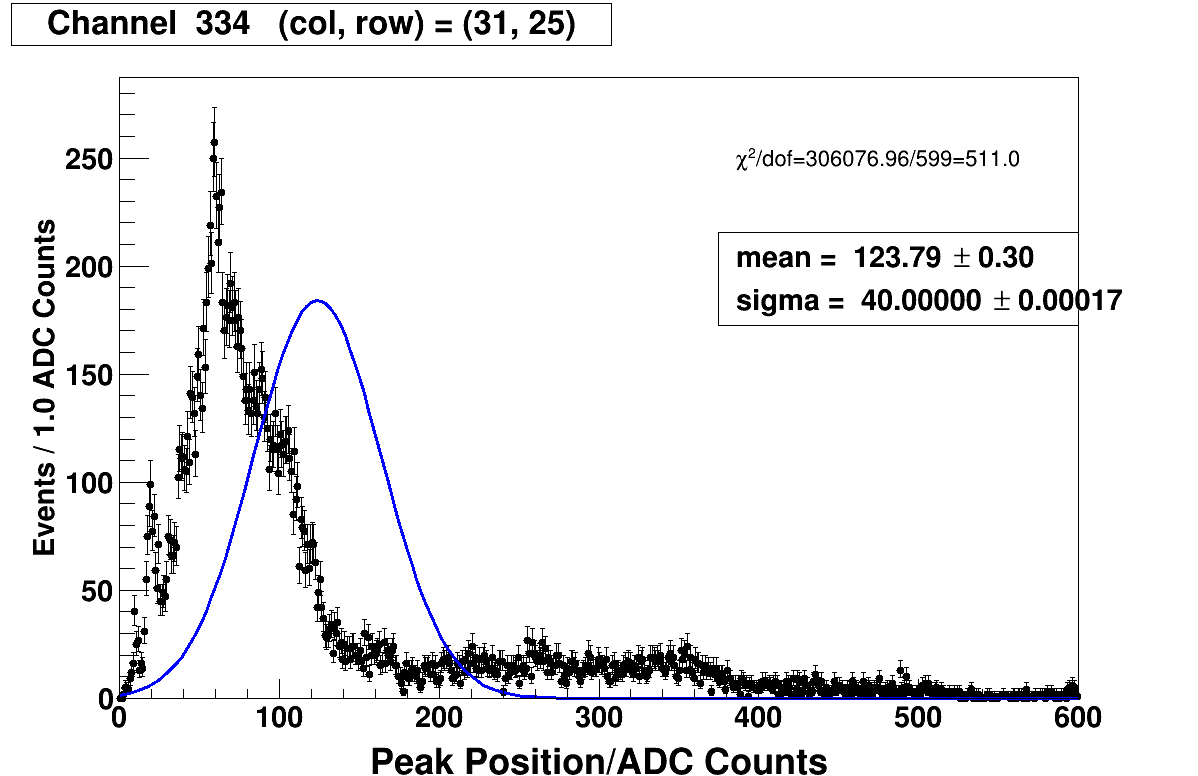 Channel 334 (col, row) = (31, 25)
χ²/dof=306076.96/599=511.0
mean = 123.79 ± 0.30
sigma = 40.00000 ± 0.00017
Events / 1.0 ADC Counts
250
200
150
100
50
0
0 100 200 300 400 500 600
Peak Position/ADC Counts